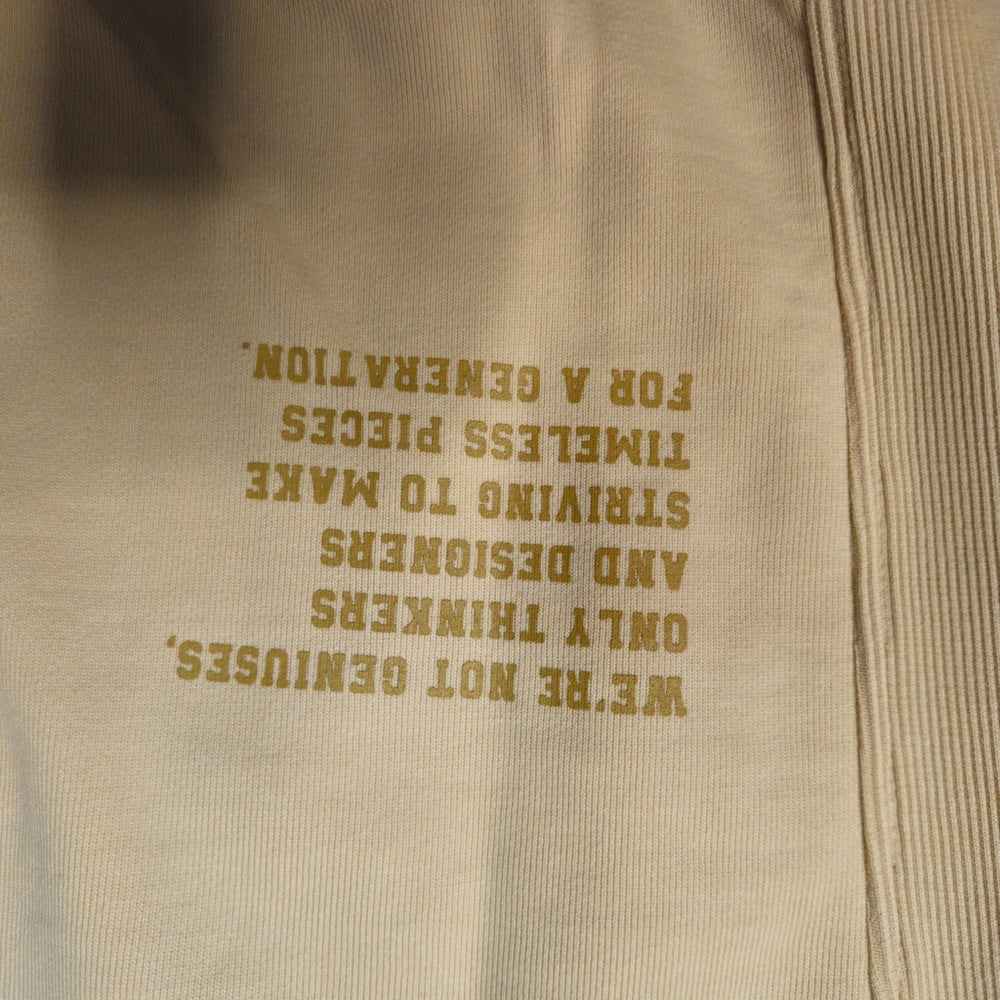 WE'RE NOT GENIUSES,
ONLY THINKERS
AND DESIGNERS
STRIVING TO MAKE
TIMELESS PIECES
FOR A GENERATION.